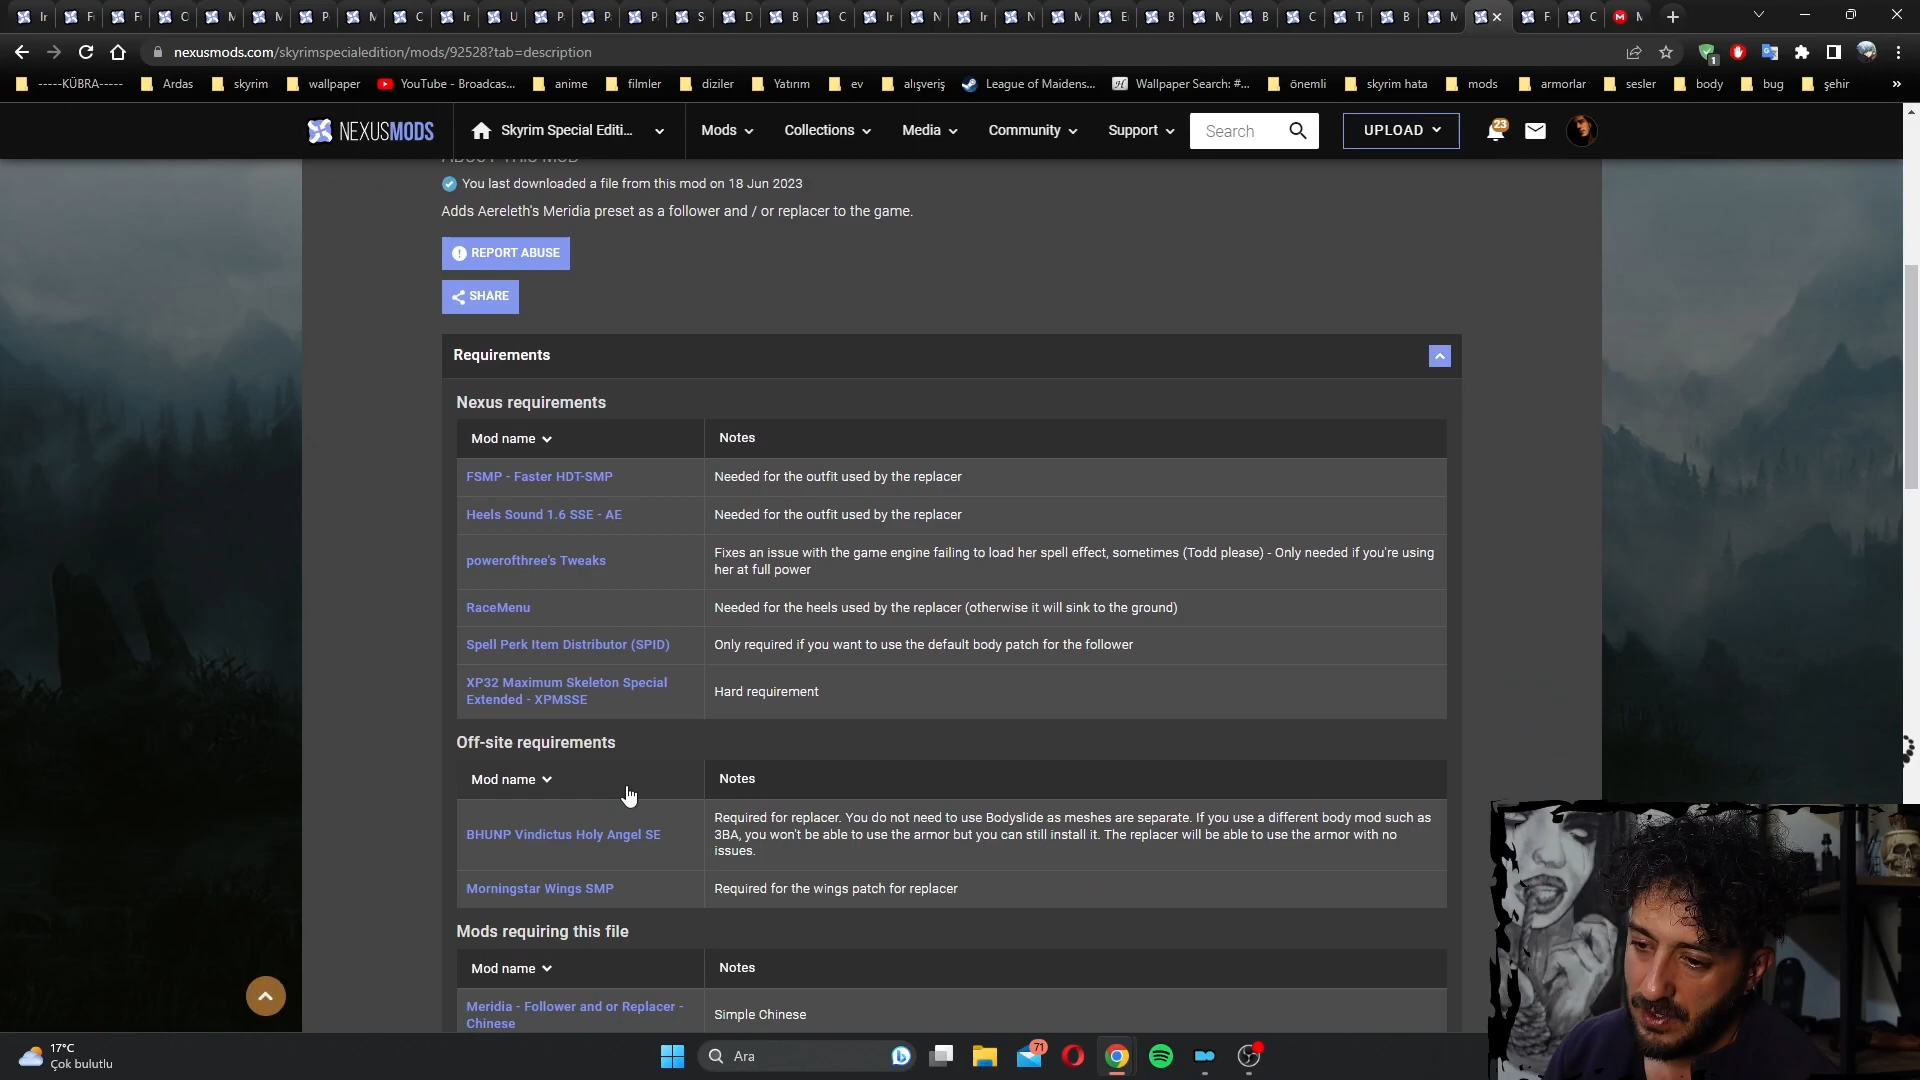 nexusmods.com/skyrimspecialedition/mods/92528?tab=description
1
-----KÜBRA-----
Ardas
skyrim
wallpaper
YouTube - Broadcas...
anime
filmler
diziler
Yatırım
ev
alışveriş
League of Maidens...
Wallpaper Search: #...
önemli
skyrim hata
mods
armorlar
sesler
body
bug
şehir
»
NEXUSMODS
Skyrim Special Editi...
Mods
Collections
Media
Community
Support
Search
UPLOAD
23
ABOUT THIS MOD
You last downloaded a file from this mod on 18 Jun 2023
Adds Aereleth's Meridia preset as a follower and / or replacer to the game.
REPORT ABUSE
SHARE
Requirements
Nexus requirements
Mod name
Notes
FSMP - Faster HDT-SMP
Needed for the outfit used by the replacer
Heels Sound 1.6 SSE - AE
Needed for the outfit used by the replacer
powerofthree's Tweaks
Fixes an issue with the game engine failing to load her spell effect, sometimes (Todd please) - Only needed if you're using
her at full power
RaceMenu
Needed for the heels used by the replacer (otherwise it will sink to the ground)
Spell Perk Item Distributor (SPID)
Only required if you want to use the default body patch for the follower
XP32 Maximum Skeleton Special
Extended - XPMSSE
Hard requirement
Off-site requirements
Mod name
Notes
BHUNP Vindictus Holy Angel SE
Required for replacer. You do not need to use Bodyslide as meshes are separate. If you use a different body mod such as
3BA, you won't be able to use the armor but you can still install it. The replacer will be able to use the armor with no
issues.
Morningstar Wings SMP
Required for the wings patch for replacer
Mods requiring this file
Mod name
Notes
Meridia - Follower and or Replacer -
Chinese
Simple Chinese
17°C
Çok bulutlu
Ara
71